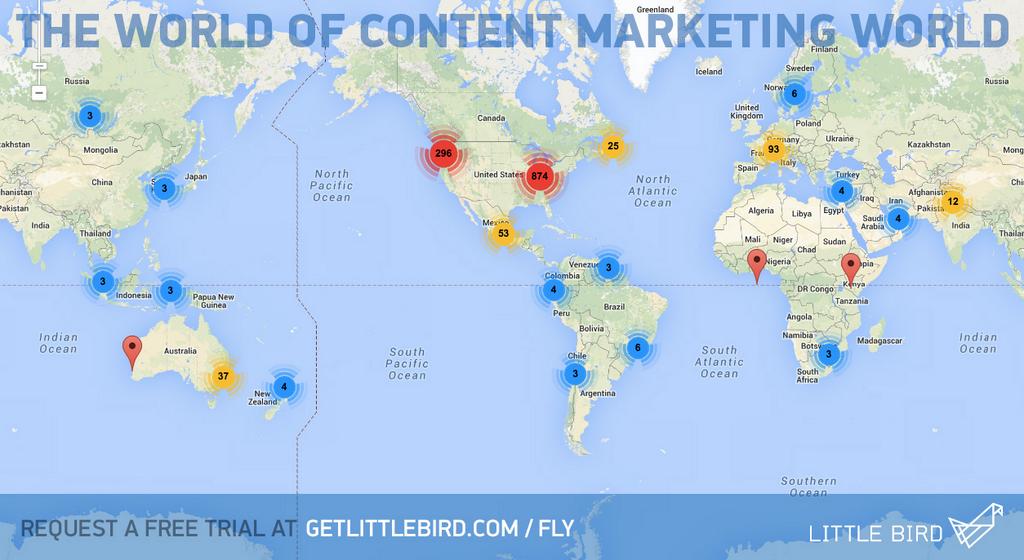 THE WORLD OF CONTENT MARKETING WORLD
Greenland
Finland
Iceland
Sweden
Russia
Russia
United
Kingdom
Poland
Canada
Ukraine
Kazakhstan
Mongolia
Germany
Italy
Spain
United States
China
Japan
Turkey
Afghanistan
Iraq
Iran
Pakistan
India
India
North
Pacific
Ocean
North
Atlantic
Ocean
Algeria
Libya
Egypt
Saudi
Arabia
Mexico
Thailand
Mali
Niger
Chad
Sudan
Nigeria
Colombia
Kenya
DR Congo
Tanzania
Indonesia
Papua New
Guinea
Peru
Brazil
Bolivia
Angola
Namibia
Madagascar
Indian
Ocean
Australia
South
Pacific
Ocean
South
Atlantic
Ocean
Indian
Ocean
Chile
South
Africa
New
Zealand
Argentina
Southern
Ocean
3
3
3
3
37
4
296
874
25
53
3
4
6
3
6
93
4
4
12
3
REQUEST A FREE TRIAL AT GETLITTLEBIRD.COM / FLY
LITTLE BIRD